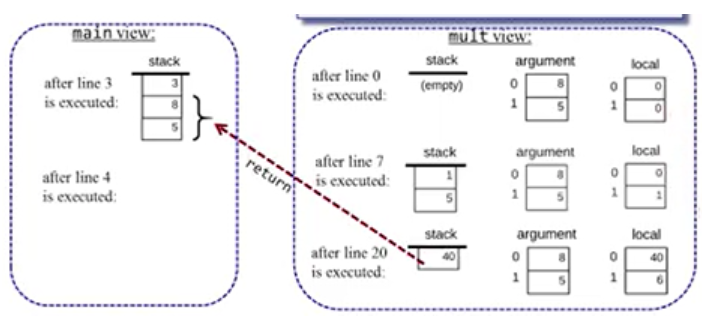 main view:
stack
after line 3
is executed:
3
8
5
after line 4
is executed:
return
mult view:
after line 0
is executed:
stack
(empty)
argument
0 8
1 5
local
0 0
1 0
after line 7
is executed:
stack
1
5
argument
0 8
1 5
local
0 0
1 1
after line 20
is executed:
stack
40
argument
0 8
1 5
local
0 40
1 6